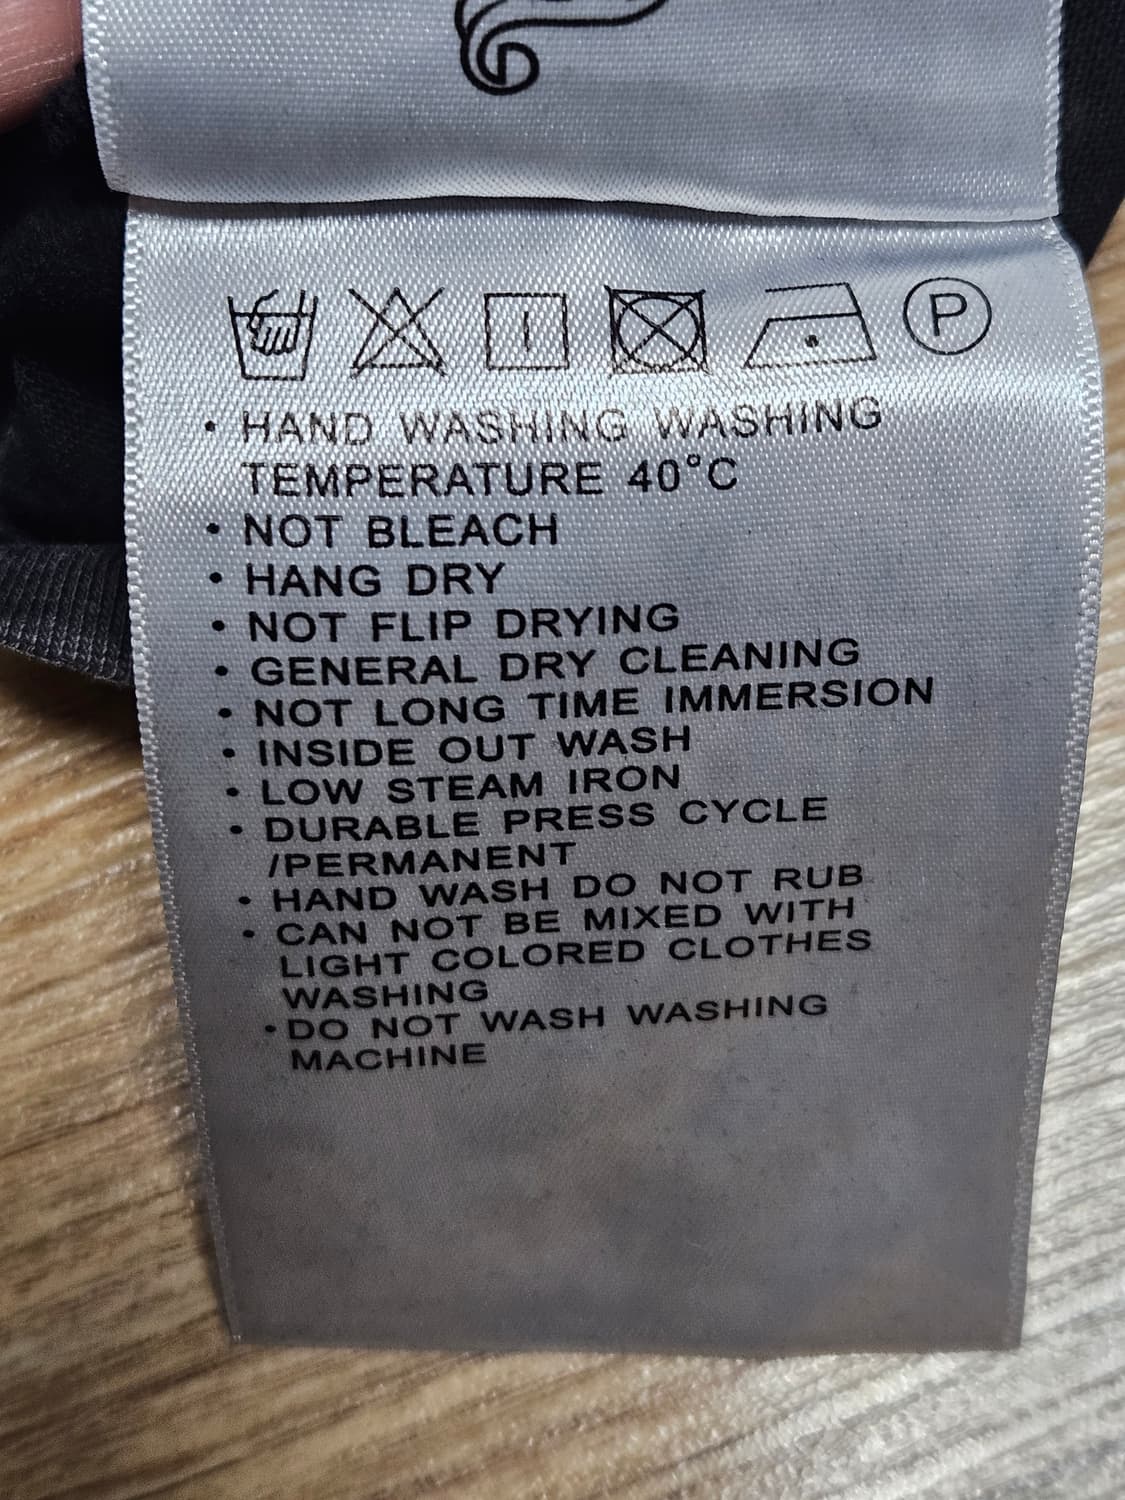 P
• HAND WASHING WASHING
TEMPERATURE 40°C
• NOT BLEACH
• HANG DRY
• NOT FLIP DRYING
• GENERAL DRY CLEANING
• NOT LONG TIME IMMERSION
• INSIDE OUT WASH
• LOW STEAM IRON
• DURABLE PRESS CYCLE
/PERMANENT
• HAND WASH DO NOT RUB
• CAN NOT BE MIXED WITH
LIGHT COLORED CLOTHES
WASHING
• DO NOT WASH WASHING
MACHINE